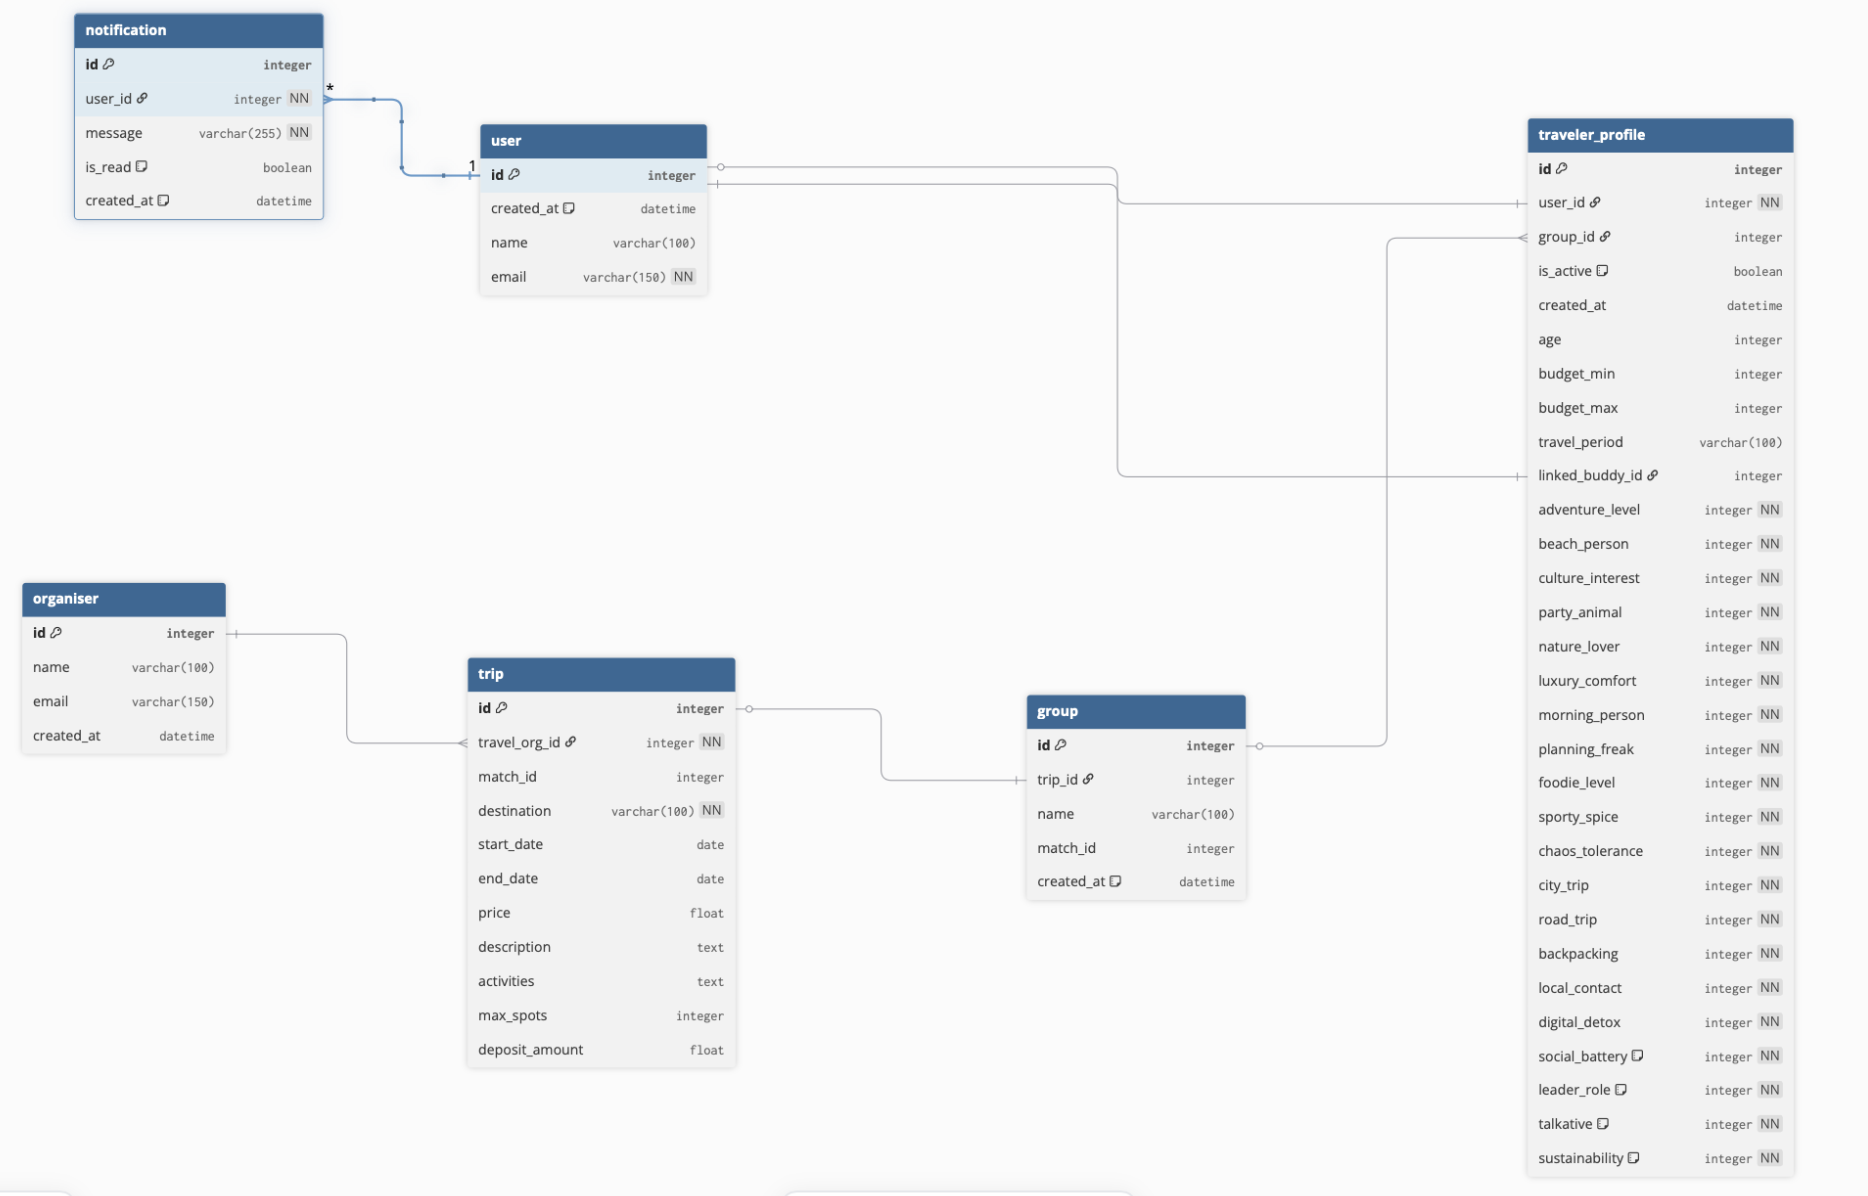 notification
id integer
user_id integer NN
message varchar(255) NN
is_read boolean
created_at datetime
*
1
user
id integer
created_at datetime
name varchar(100)
email varchar(150) NN
traveler_profile
id integer
user_id integer NN
group_id integer
is_active boolean
created_at datetime
age integer
budget_min integer
budget_max integer
travel_period varchar(100)
linked_buddy_id integer
adventure_level integer NN
beach_person integer NN
culture_interest integer NN
party_animal integer NN
nature_lover integer NN
luxury_comfort integer NN
morning_person integer NN
planning_freak integer NN
foodie_level integer NN
sporty_spice integer NN
chaos_tolerance integer NN
city_trip integer NN
road_trip integer NN
backpacking integer NN
local_contact integer NN
digital_detox integer NN
social_battery integer NN
leader_role integer NN
talkative integer NN
sustainability integer NN
organiser
id integer
name varchar(100)
email varchar(150)
created_at datetime
trip
id integer
travel_org_id integer NN
match_id integer
destination varchar(100) NN
start_date date
end_date date
price float
description text
activities text
max_spots integer
deposit_amount float
group
id integer
trip_id integer
name varchar(100)
match_id integer
created_at datetime